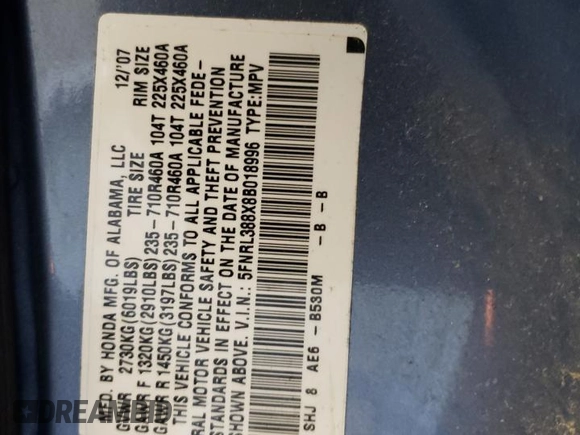 FD. BY HONDA MFG. OF ALABAMA, LLC 12/'07
GVWR 2730KG(6019LBS) TIRE SIZE RIM SIZE
GAWR F 1320KG(2910LBS) 235-710R460A 104T 225X460A
GAWR R 1450KG(3197LBS) 235-710R460A 104T 225X460A
THIS VEHICLE CONFORMS TO ALL APPLICABLE FEDE-
RAL MOTOR VEHICLE SAFETY AND THEFT PREVENTION
STANDARDS IN EFFECT ON THE DATE OF MANUFACTURE
SHOWN ABOVE. V.I.N.: 5FNRL388X8B018996 TYPE:MPV
SHJ 8 AE6 -B530M -B -B
DREAMBID